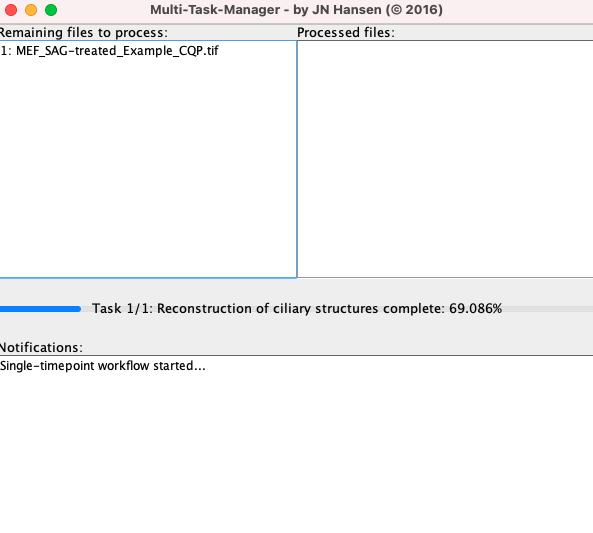 Multi-Task-Manager - by JN Hansen (© 2016)
Remaining files to process:
Processed files:
1: MEF_SAG-treated_Example_CQP.tif
Task 1/1: Reconstruction of ciliary structures complete: 69.086%
Notifications:
Single-timepoint workflow started...